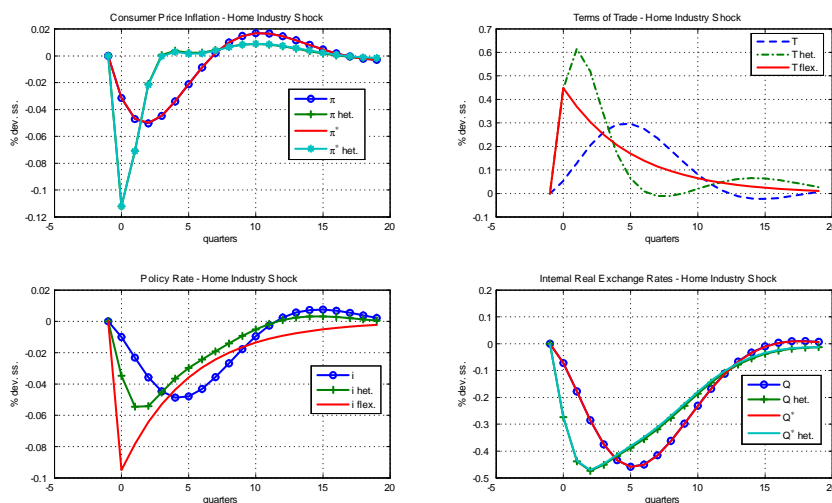 Consumer Price Inflation - Home Industry Shock
0.02
0
-0.02
-0.04
-0.06
-0.08
-0.1
-0.12
% dev. ss.
-5 0 5 10 15 20
quarters
π
π het.
π*
π* het.
Terms of Trade - Home Industry Shock
0.7
0.6
0.5
0.4
0.3
0.2
0.1
0
-0.1
% dev. ss.
-5 0 5 10 15 20
quarters
T
T het.
T flex.
Policy Rate - Home Industry Shock
0.02
0
-0.02
-0.04
-0.06
-0.08
-0.1
% dev. ss.
-5 0 5 10 15 20
quarters
i
i het.
i flex.
Internal Real Exchange Rates - Home Industry Shock
0.2
0.1
0
-0.1
-0.2
-0.3
-0.4
-0.5
% dev. ss.
-5 0 5 10 15 20
quarters
Q
Q het.
Q*
Q* het.